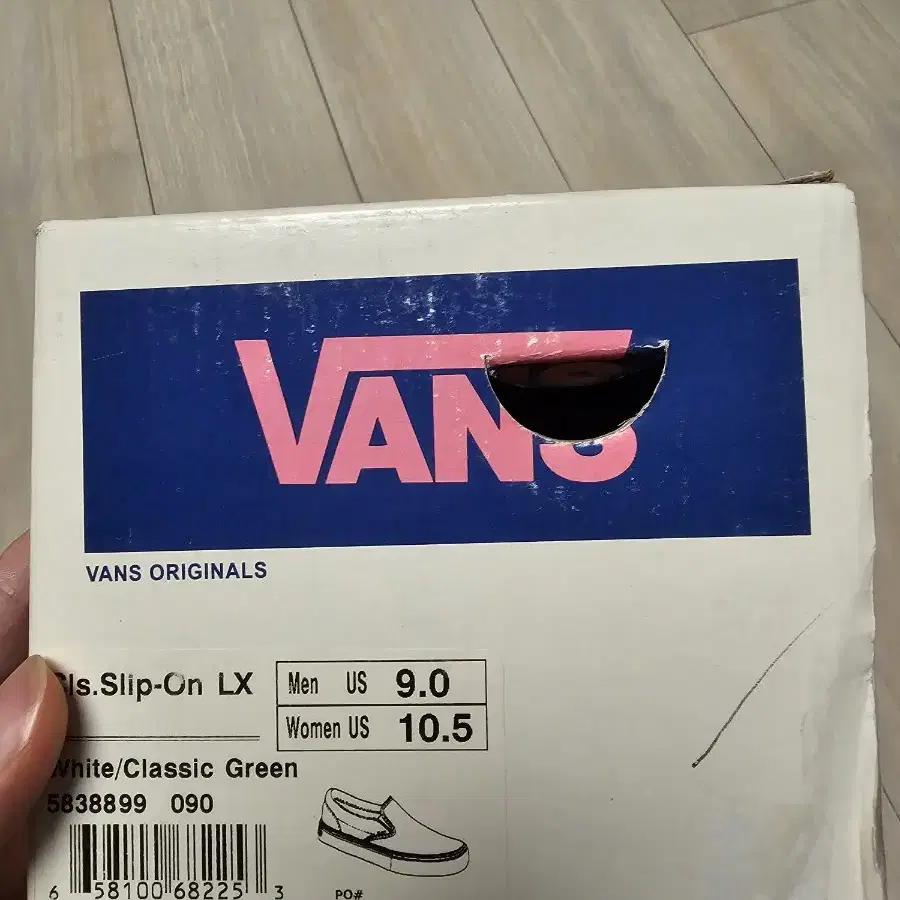 VANS
VANS ORIGINALS
Cls.Slip-On LX
Men US 9.0
Women US 10.5
White/Classic Green
5838899 090
6 58100 68225 3
PO#